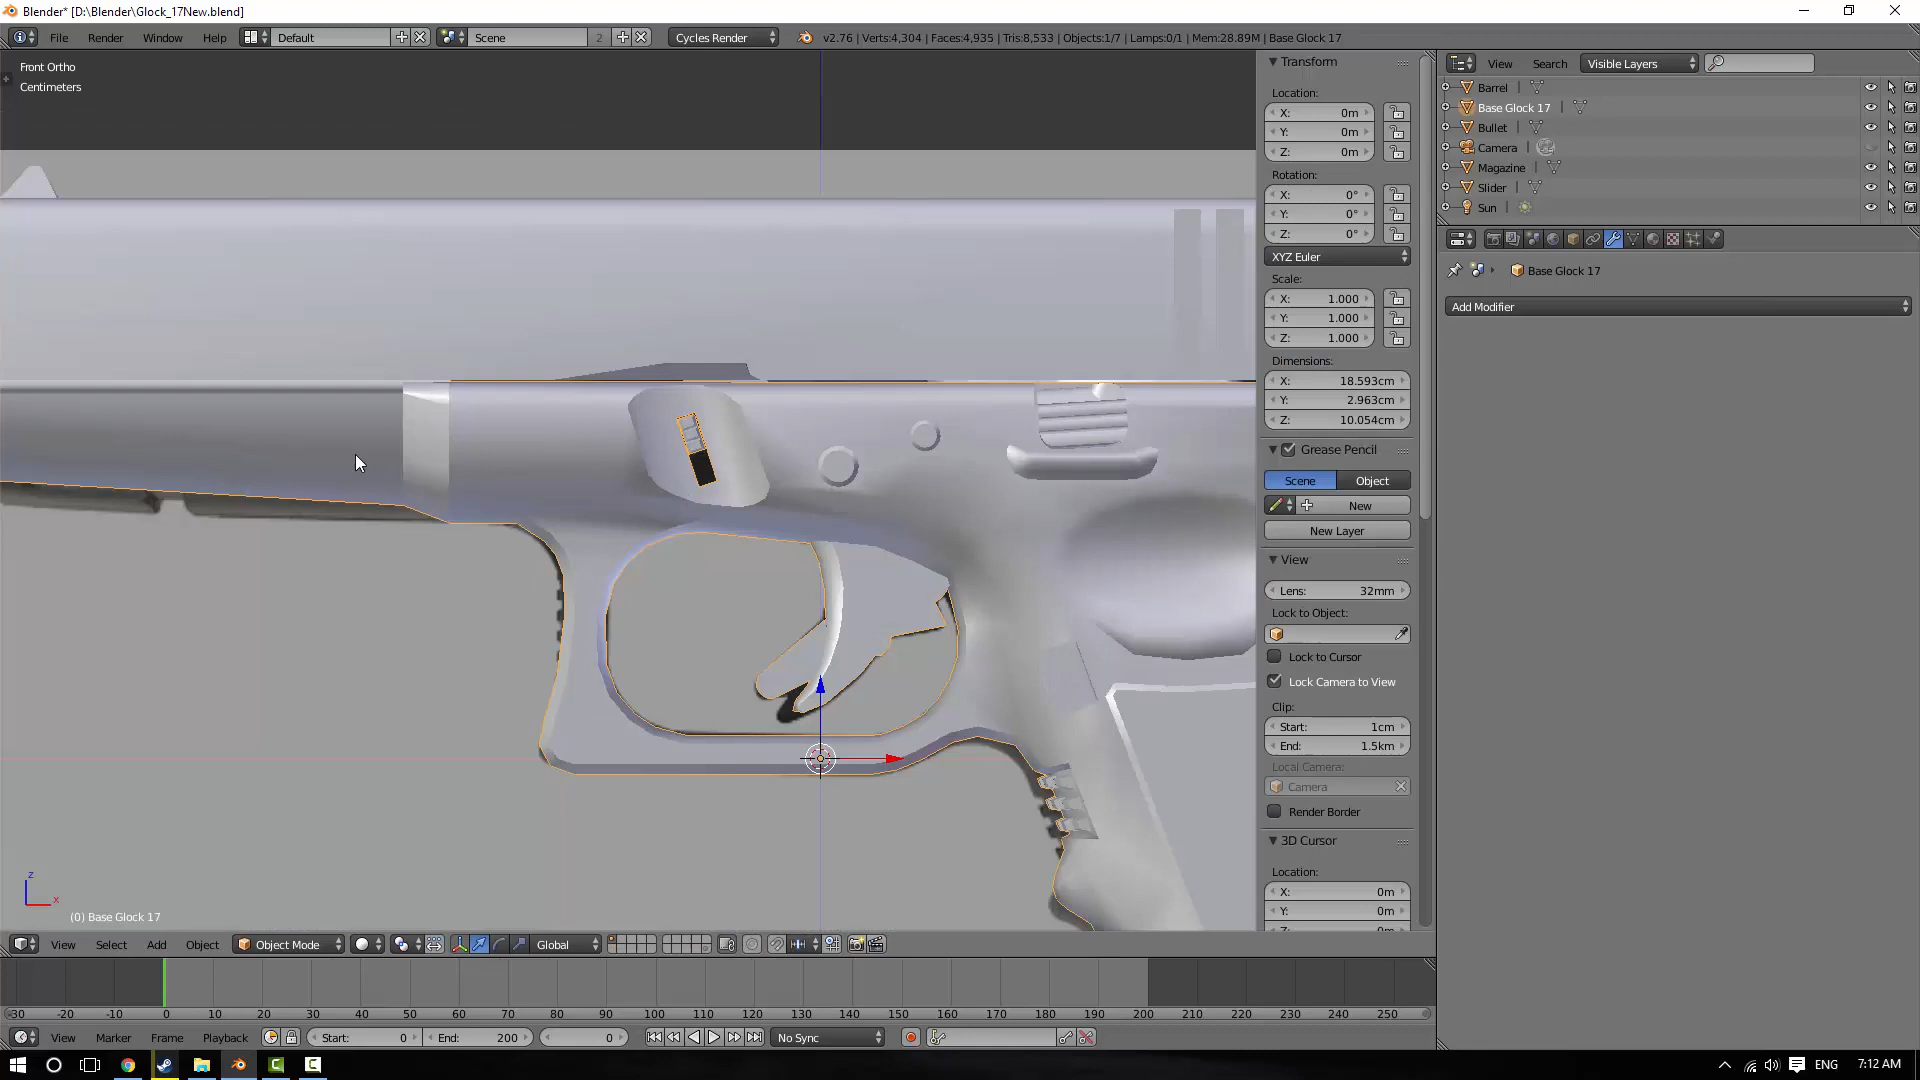 Blender* [D:\Blender\Glock_17New.blend]
File Render Window Help Default Scene 2 Cycles Render v2.76 | Verts:4,304 | Faces:4,935 | Tris:8,533 | Objects:1/7 | Lamps:0/1 | Mem:28.89M | Base Glock 17
Front Ortho
Centimeters
Transform
Location:
X: 0m
Y: 0m
Z: 0m
Rotation:
X: 0°
Y: 0°
Z: 0°
XYZ Euler
Scale:
X: 1.000
Y: 1.000
Z: 1.000
Dimensions:
X: 18.593cm
Y: 2.963cm
Z: 10.054cm
Grease Pencil
Scene Object
New
New Layer
View
Lens: 32mm
Lock to Object:
Lock to Cursor
Lock Camera to View
Clip:
Start: 1cm
End: 1.5km
Local Camera:
Camera
Render Border
3D Cursor
Location:
X: 0m
Y: 0m
View Search Visible Layers
Barrel
Base Glock 17
Bullet
Camera
Magazine
Slider
Sun
Base Glock 17
Add Modifier
z
x
(0) Base Glock 17
View Select Add Object Object Mode Global
-30 -20 -10 0 10 20 30 40 50 60 70 80 90 100 110 120 130 140 150 160 170 180 190 200 210 220 230 240 250
View Marker Frame Playback Start: 0 End: 200 0 No Sync
ENG 7:12 AM